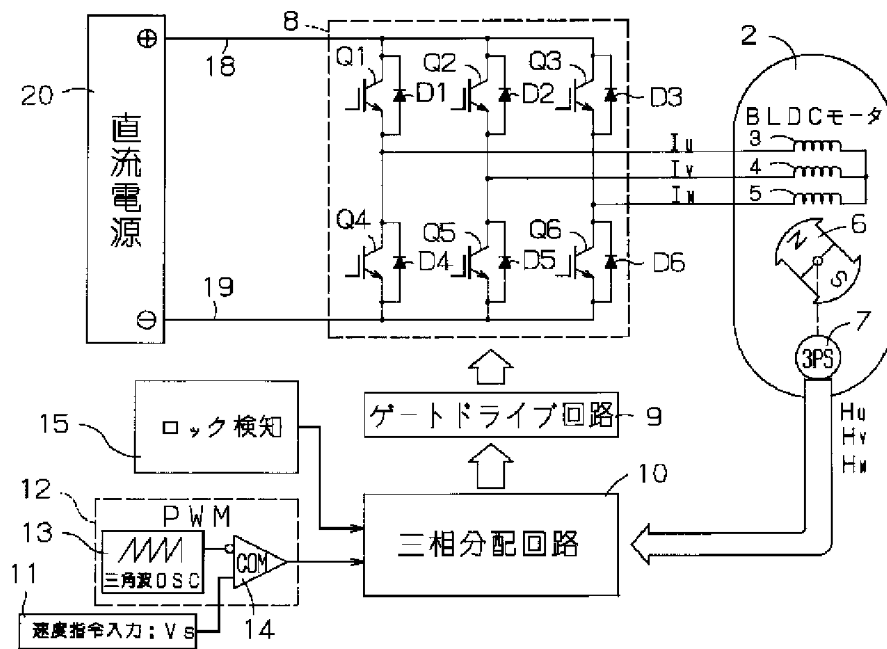 8
18
Q1
Q2
Q3
2
20
D1
D2
D3
BLDCモータ
直流電源
Iu
3
Iv
4
Iw
5
6
N
S
Q4
Q5
Q6
D4
D5
D6
19
7
3PS
ゲートドライブ回路
9
Hu
Hv
Hw
15
ロック検知
10
12
PWM
三相分配回路
13
三角波OSC
COM
14
11
速度指令入力:Vs